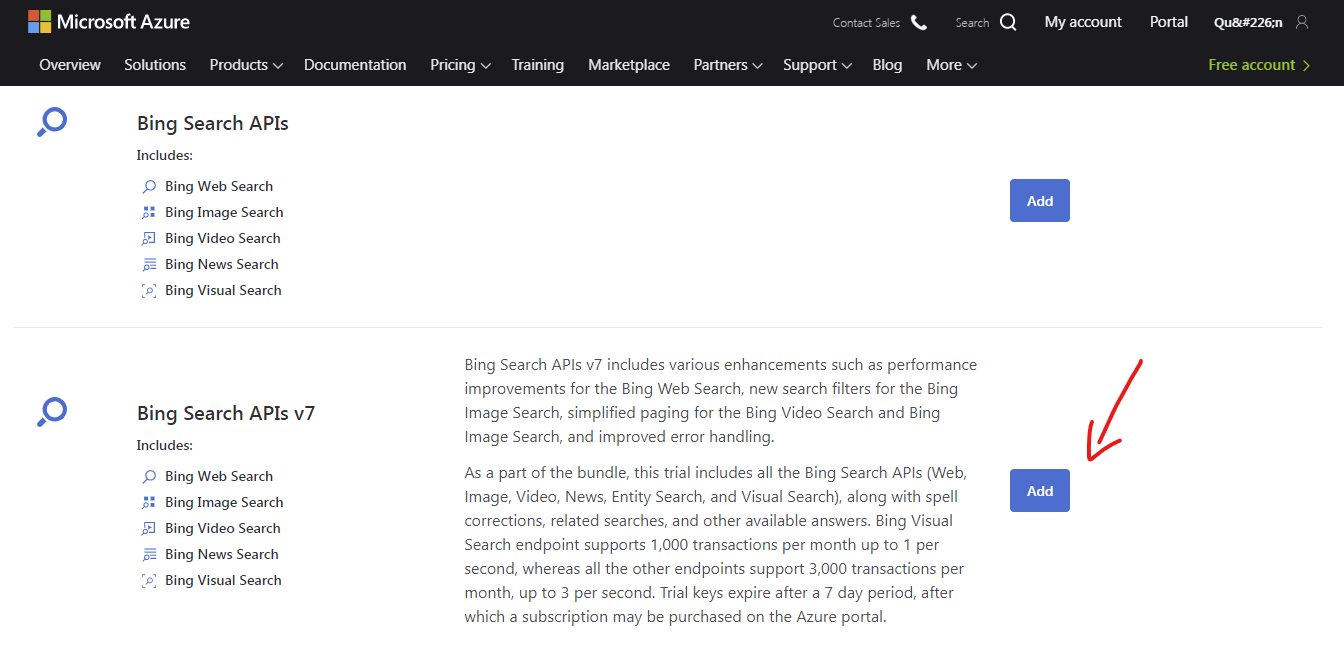 Microsoft Azure
Contact Sales Search My account Portal Qu&#226;n
Overview Solutions Products Documentation Pricing Training Marketplace Partners Support Blog More Free account
Bing Search APIs
Includes:
Bing Web Search
Bing Image Search
Bing Video Search
Bing News Search
Bing Visual Search
Add
Bing Search APIs v7
Includes:
Bing Web Search
Bing Image Search
Bing Video Search
Bing News Search
Bing Visual Search
Bing Search APIs v7 includes various enhancements such as performance
improvements for the Bing Web Search, new search filters for the Bing
Image Search, simplified paging for the Bing Video Search and Bing
Image Search, and improved error handling.
As a part of the bundle, this trial includes all the Bing Search APIs (Web,
Image, Video, News, Entity Search, and Visual Search), along with spell
corrections, related searches, and other available answers. Bing Visual
Search endpoint supports 1,000 transactions per month up to 1 per
second, whereas all the other endpoints support 3,000 transactions per
month, up to 3 per second. Trial keys expire after a 7 day period, after
which a subscription may be purchased on the Azure portal.
Add